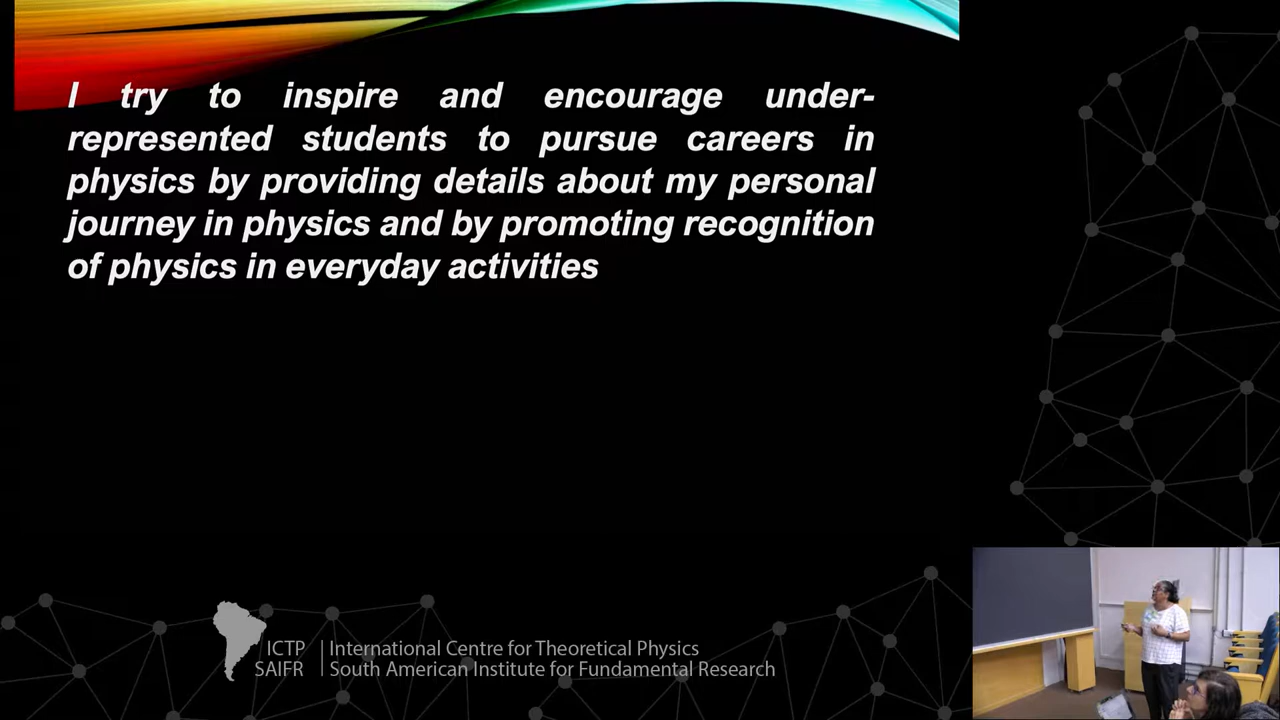 I try to inspire and encourage under-
represented students to pursue careers in
physics by providing details about my personal
journey in physics and by promoting recognition
of physics in everyday activities
ICTP
SAIFR
International Centre for Theoretical Physics
South American Institute for Fundamental Research